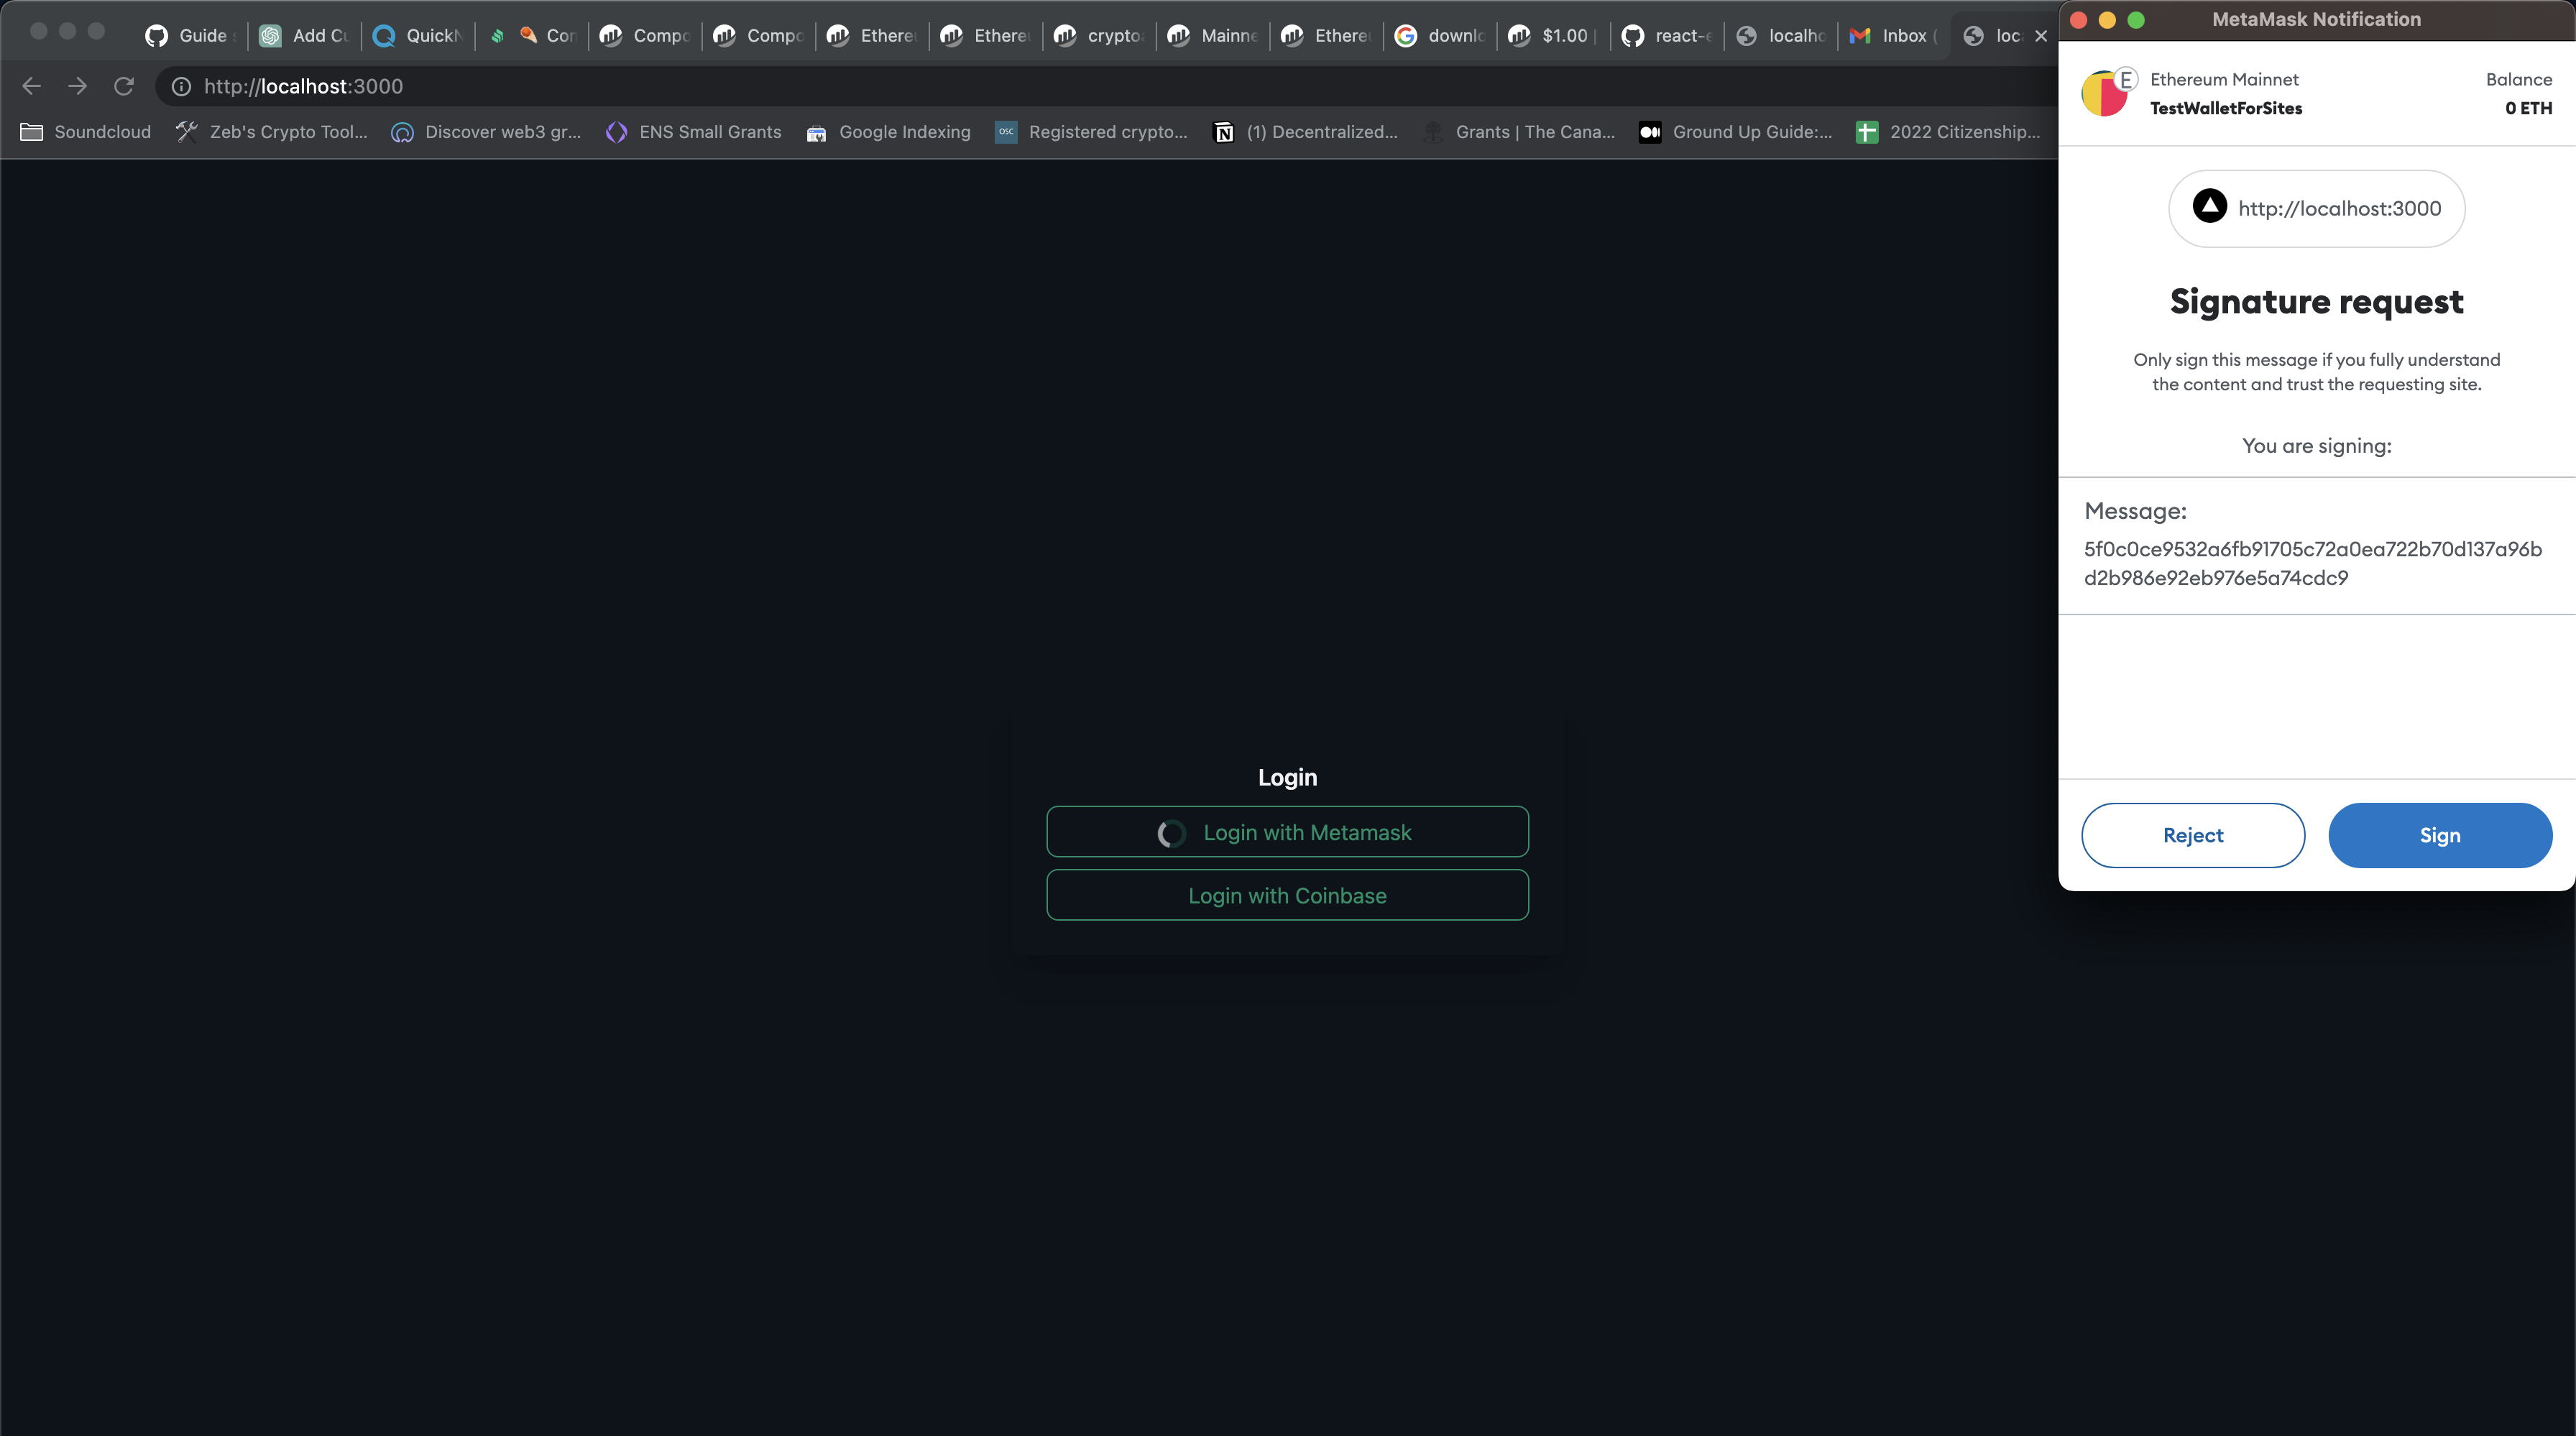 Guide
Add Cu
QuickN
Con
Compo
Compo
Ethere
Ethere
crypto
Mainne
Ethere
downlo
$1.00
react-e
localho
Inbox (
loc
http://localhost:3000
Soundcloud
Zeb's Crypto Tool...
Discover web3 gr...
ENS Small Grants
Google Indexing
OSC
Registered crypto...
(1) Decentralized...
Grants | The Cana...
Ground Up Guide:...
2022 Citizenship...
Login
Login with Metamask
Login with Coinbase
MetaMask Notification
E
Ethereum Mainnet
Balance
TestWalletForSites
0 ETH
http://localhost:3000
Signature request
Only sign this message if you fully understand
the content and trust the requesting site.
You are signing:
Message:
5f0c0ce9532a6fb91705c72a0ea722b70d137a96b
d2b986e92eb976e5a74cdc9
Reject
Sign